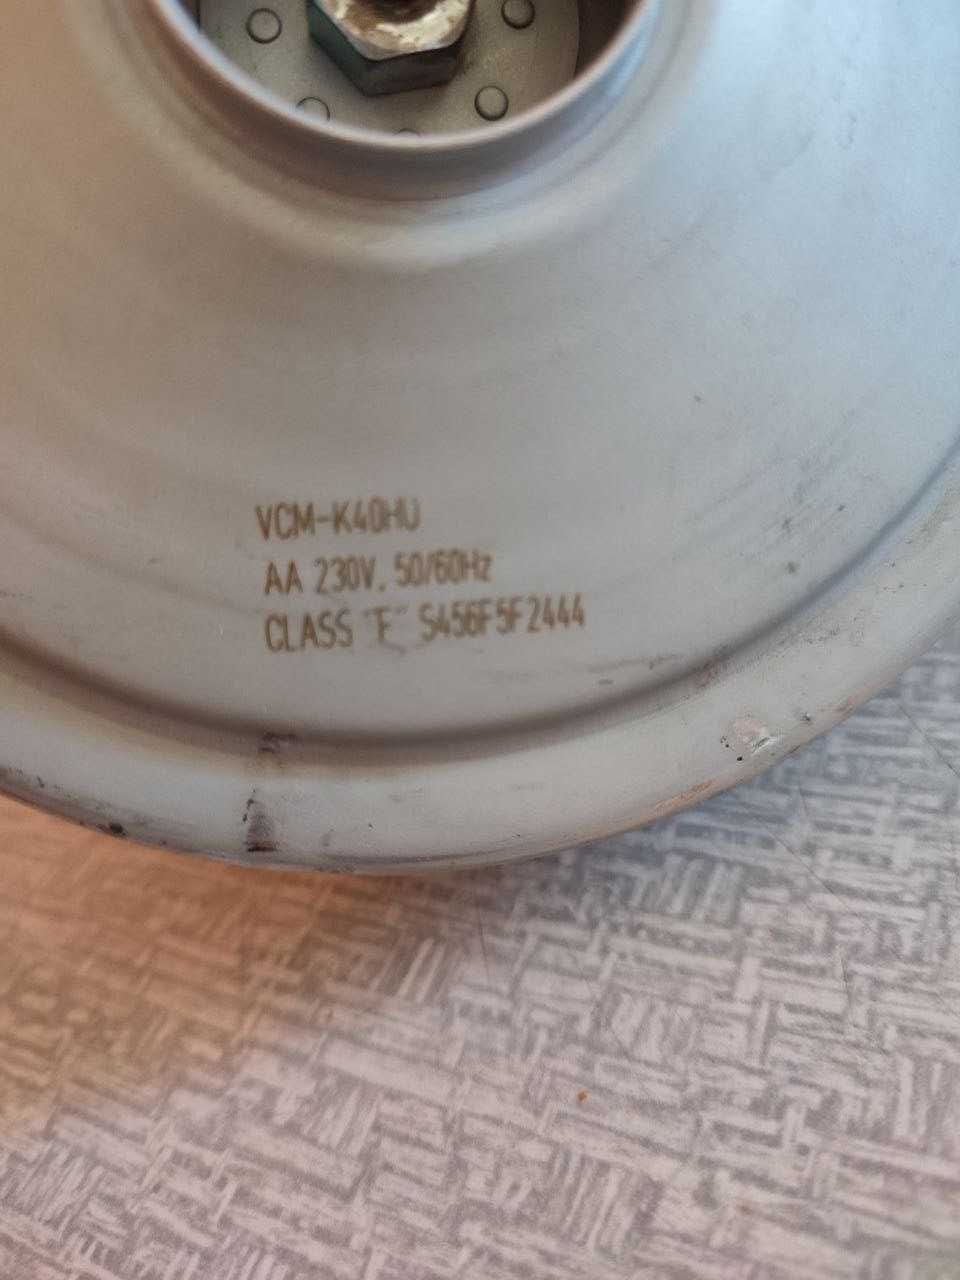 VCM-K40HU
AA 230V, 50/60Hz
CLASS "F" S456F5F2444